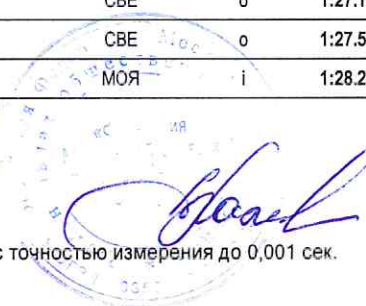 СВЕ o 1:27.1
СВЕ o 1:27.5
МОЯ i 1:28.2
с точностью измерения до 0,001 сек.